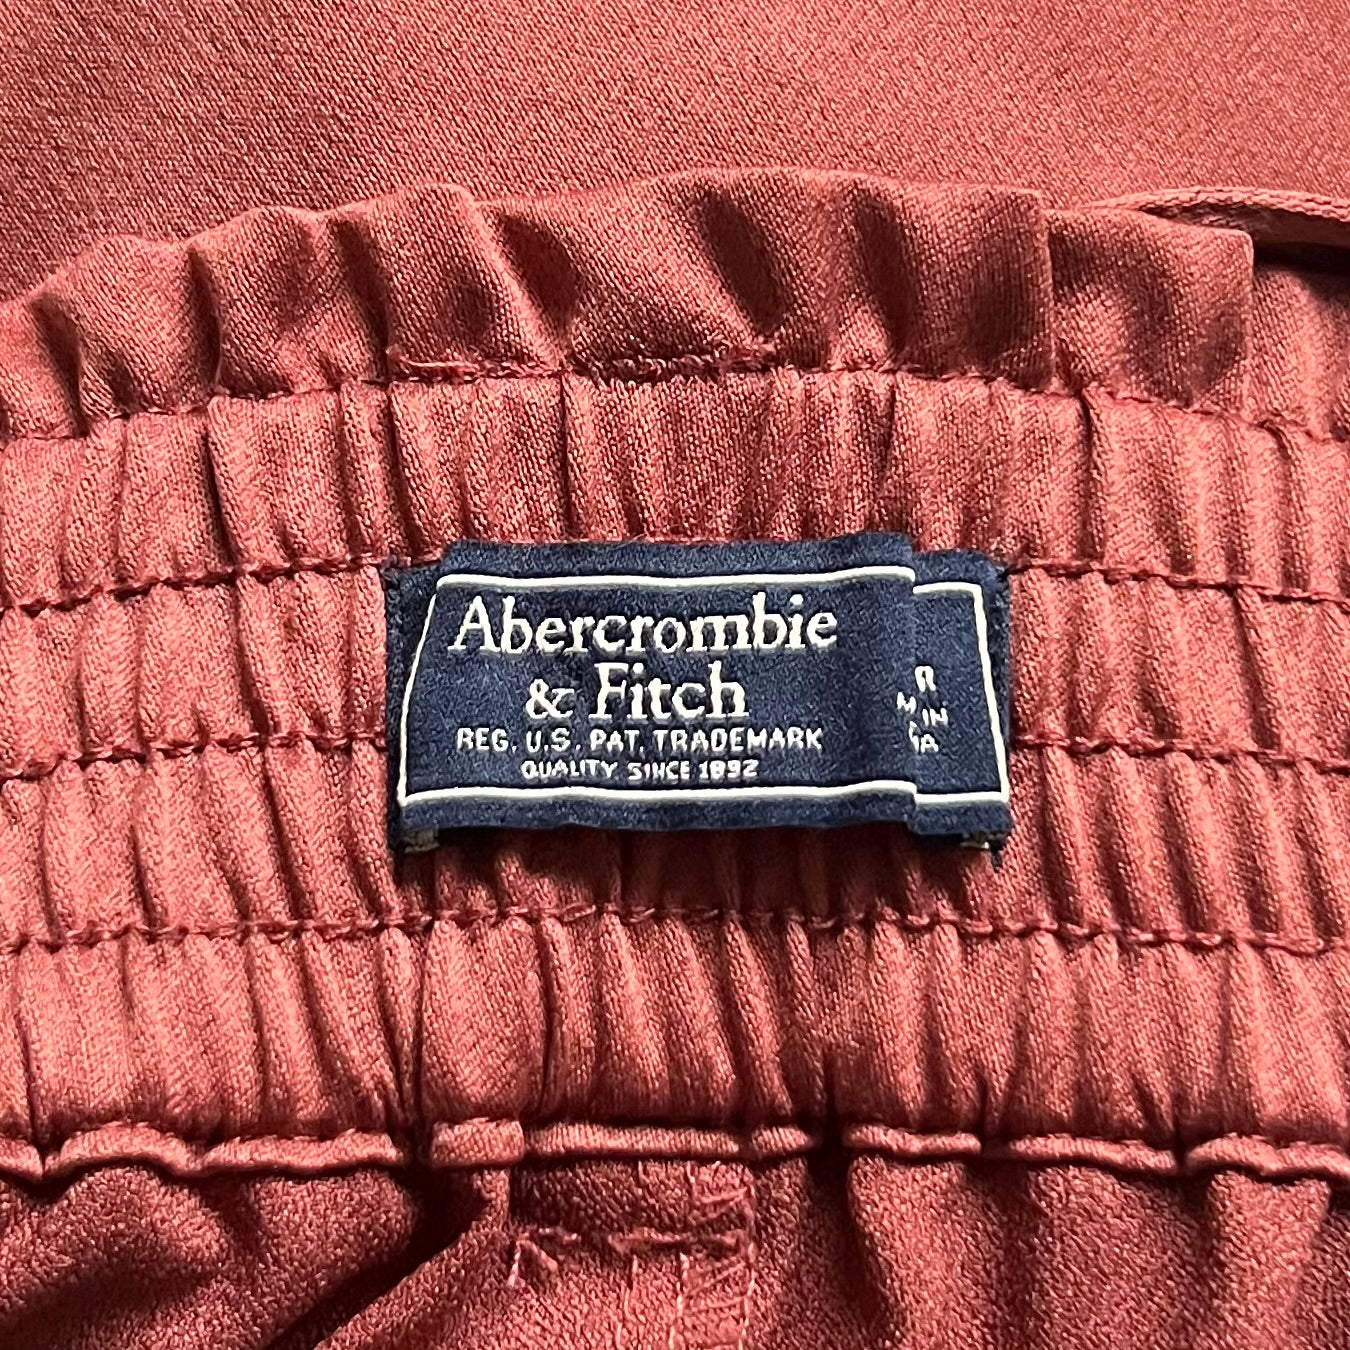 Abercrombie
& Fitch
REG. U.S. PAT. TRADEMARK
QUALITY SINCE 1892